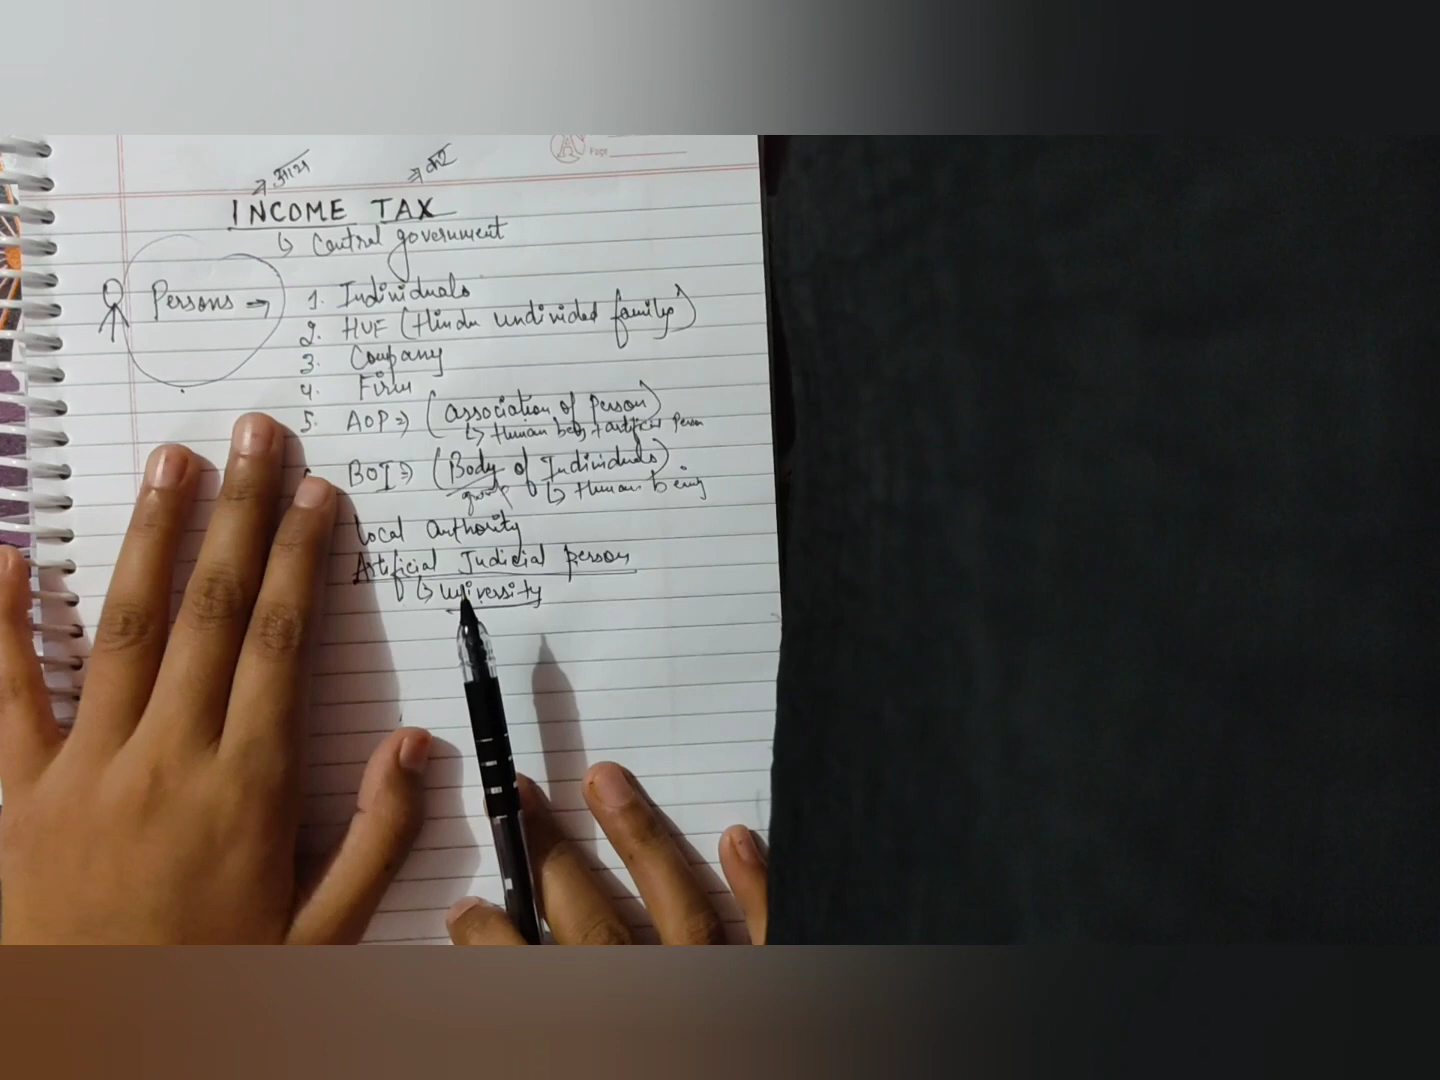 Page
→ आय → कर
INCOME TAX
↳ Central government
Persons → 1. Individuals
2. HUF (Hindu undivided family)
3. Company
4. Firm
5. AOP ⇒ (Association of Person)
↳ Human being + artificial Person
BOI ⇒ (Body of Individuals)
group ↳ Human being
Local authority
Artificial Judicial person
↳ University